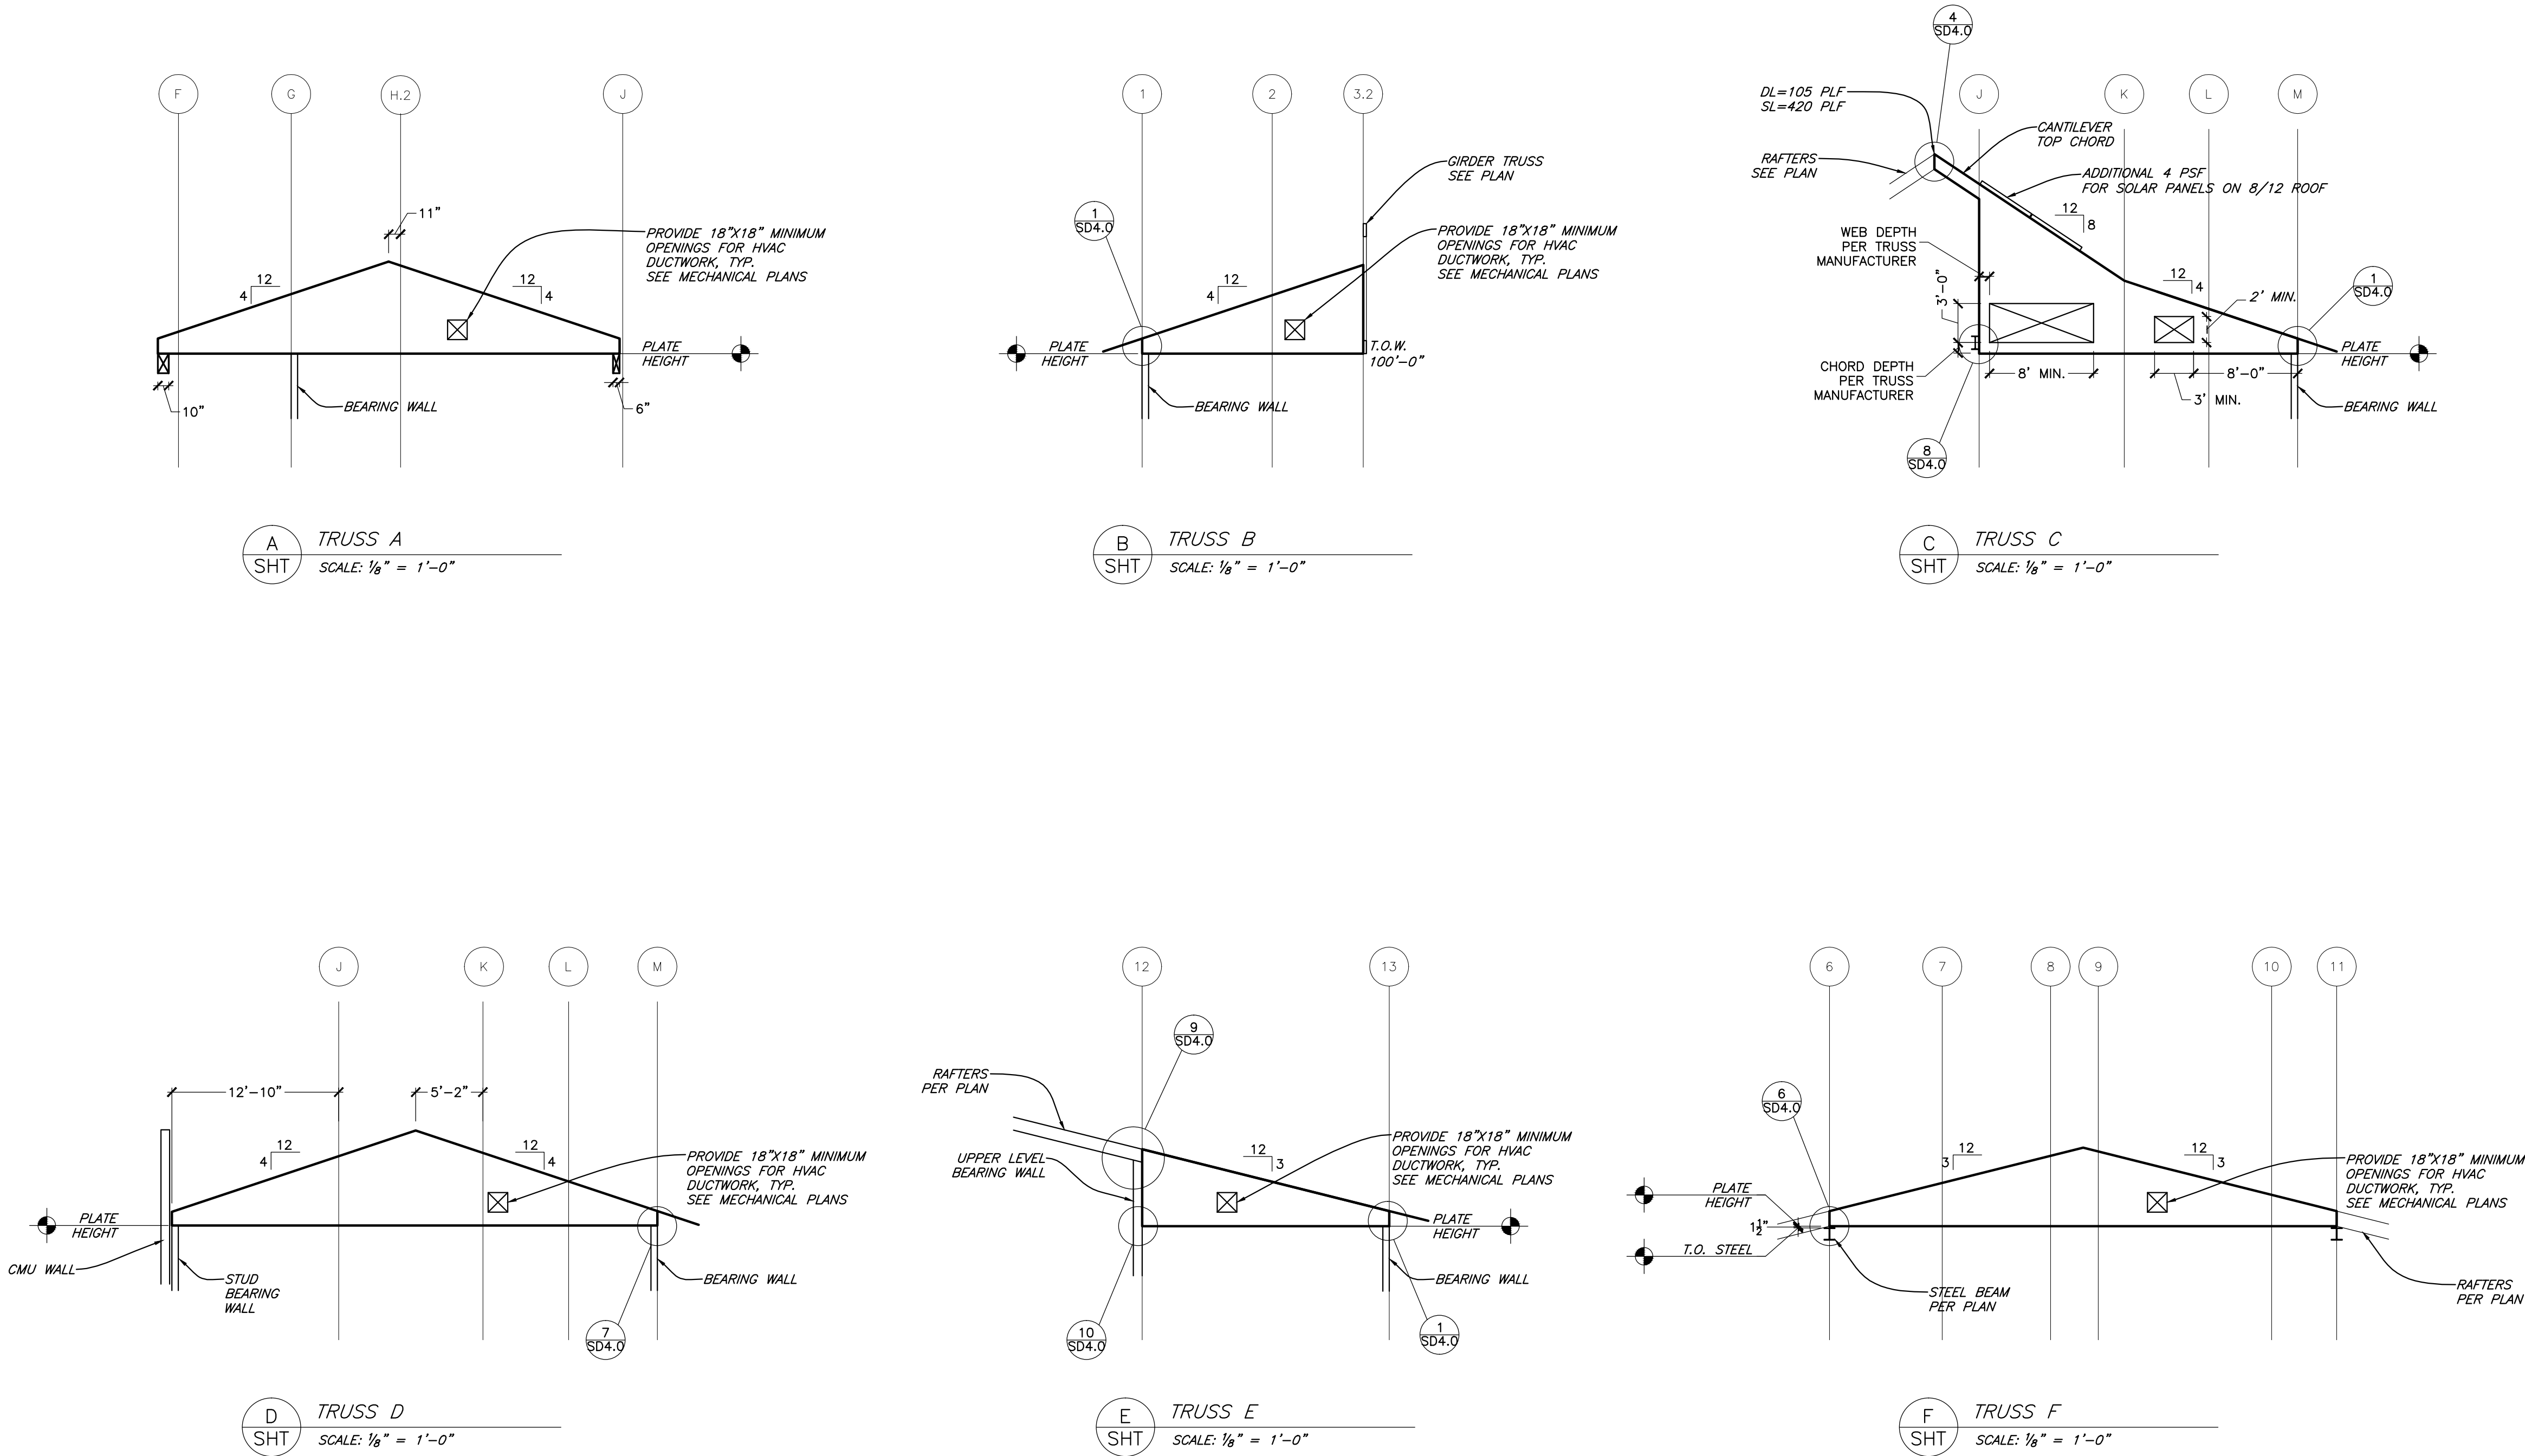 F
G
H.2
J
11"
12
4
12
4
PROVIDE 18"X18" MINIMUM
OPENINGS FOR HVAC
DUCTWORK, TYP.
SEE MECHANICAL PLANS
PLATE
HEIGHT
10"
BEARING WALL
6"
A
SHT
TRUSS A
SCALE: 1/8" = 1'-0"
1
2
3.2
GIRDER TRUSS
SEE PLAN
1
SD4.0
PROVIDE 18"X18" MINIMUM
OPENINGS FOR HVAC
DUCTWORK, TYP.
SEE MECHANICAL PLANS
12
4
PLATE
HEIGHT
T.O.W.
100'-0"
BEARING WALL
B
SHT
TRUSS B
SCALE: 1/8" = 1'-0"
4
SD4.0
DL=105 PLF
SL=420 PLF
J
K
L
M
CANTILEVER
TOP CHORD
RAFTERS
SEE PLAN
ADDITIONAL 4 PSF
FOR SOLAR PANELS ON 8/12 ROOF
12
8
WEB DEPTH
PER TRUSS
MANUFACTURER
12
4
3'-0"
2' MIN.
1
SD4.0
PLATE
HEIGHT
CHORD DEPTH
PER TRUSS
MANUFACTURER
8' MIN.
8'-0"
3' MIN.
BEARING WALL
8
SD4.0
C
SHT
TRUSS C
SCALE: 1/8" = 1'-0"
J
K
L
M
12'-10"
5'-2"
12
4
12
4
PROVIDE 18"X18" MINIMUM
OPENINGS FOR HVAC
DUCTWORK, TYP.
SEE MECHANICAL PLANS
PLATE
HEIGHT
CMU WALL
STUD
BEARING
WALL
BEARING WALL
7
SD4.0
D
SHT
TRUSS D
SCALE: 1/8" = 1'-0"
12
13
9
SD4.0
RAFTERS
PER PLAN
UPPER LEVEL
BEARING WALL
12
3
PROVIDE 18"X18" MINIMUM
OPENINGS FOR HVAC
DUCTWORK, TYP.
SEE MECHANICAL PLANS
PLATE
HEIGHT
BEARING WALL
10
SD4.0
1
SD4.0
E
SHT
TRUSS E
SCALE: 1/8" = 1'-0"
6
7
8
9
10
11
6
SD4.0
12
3
12
3
PROVIDE 18"X18" MINIMUM
OPENINGS FOR HVAC
DUCTWORK, TYP.
SEE MECHANICAL PLANS
PLATE
HEIGHT
1 1/2"
T.O. STEEL
STEEL BEAM
PER PLAN
RAFTERS
PER PLAN
F
SHT
TRUSS F
SCALE: 1/8" = 1'-0"